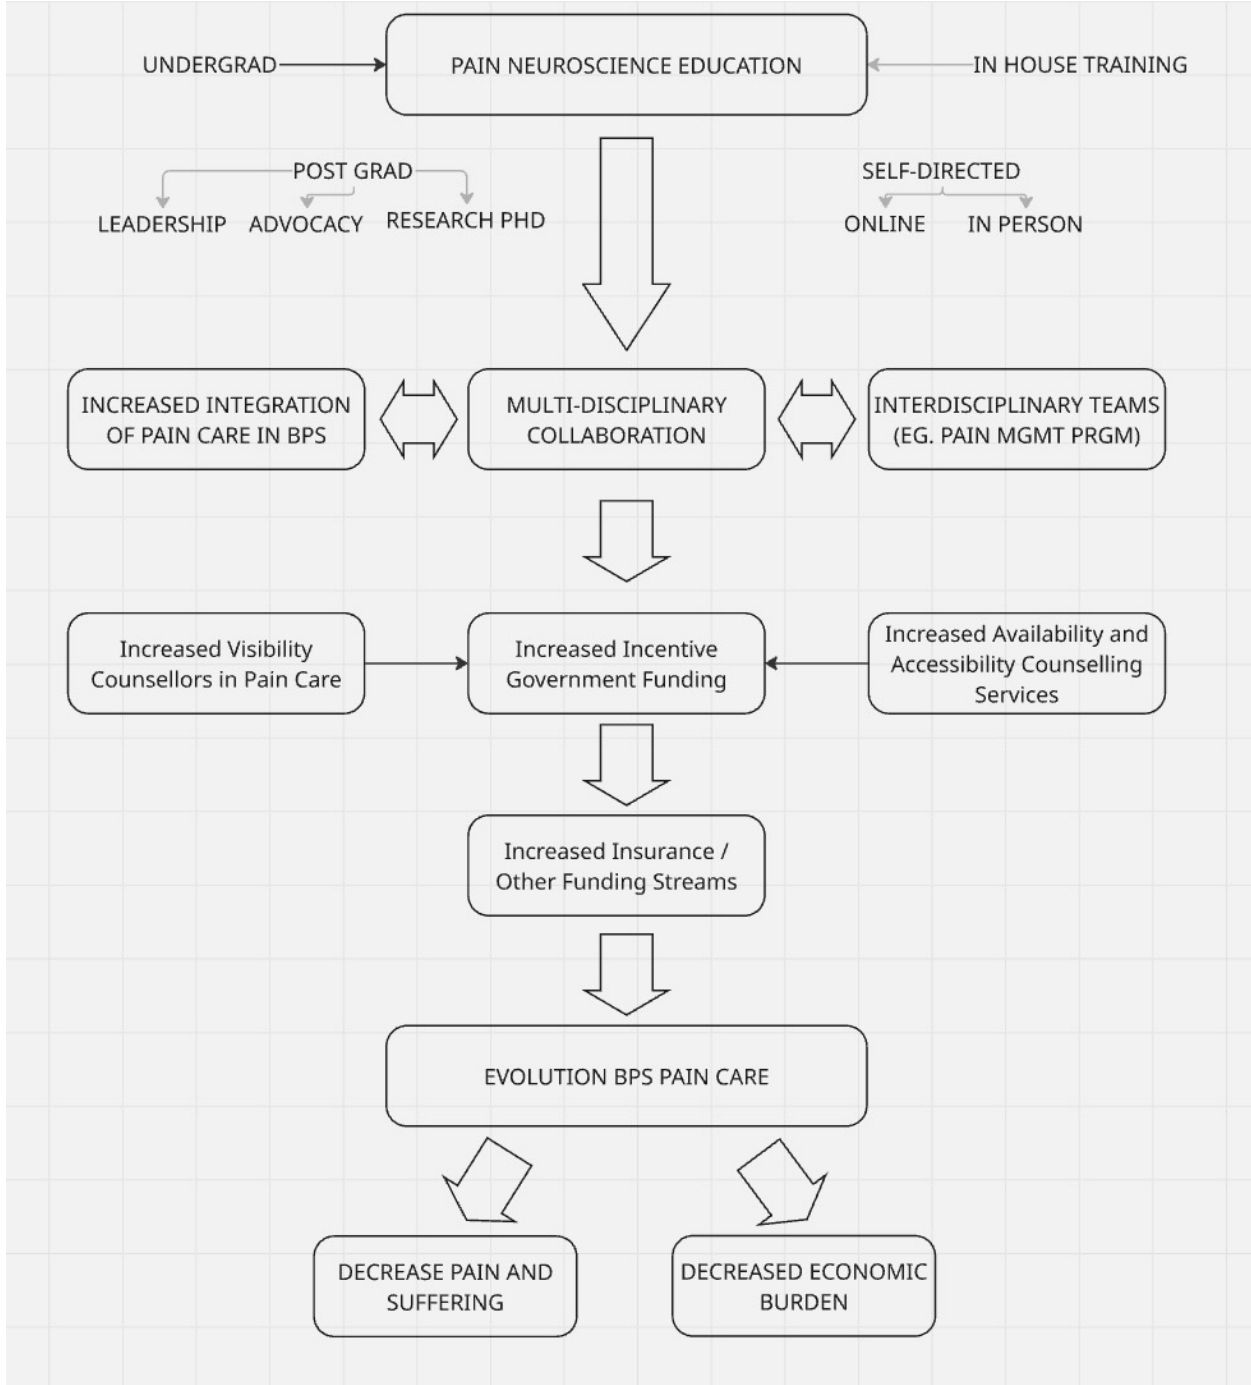 UNDERGRAD
PAIN NEUROSCIENCE EDUCATION
IN HOUSE TRAINING
POST GRAD
LEADERSHIP
ADVOCACY
RESEARCH PHD
SELF-DIRECTED
ONLINE
IN PERSON
INCREASED INTEGRATION
OF PAIN CARE IN BPS
MULTI-DISCIPLINARY
COLLABORATION
INTERDISCIPLINARY TEAMS
(EG. PAIN MGMT PRGM)
Increased Visibility
Counsellors in Pain Care
Increased Incentive
Government Funding
Increased Availability and
Accessibility Counselling
Services
Increased Insurance /
Other Funding Streams
EVOLUTION BPS PAIN CARE
DECREASE PAIN AND
SUFFERING
DECREASED ECONOMIC
BURDEN